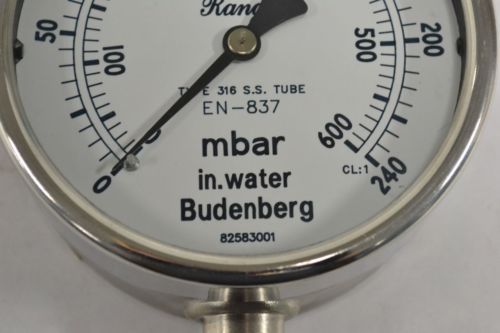 50
100
500
200
TYPE 316 S.S. TUBE
EN-837
0
mbar
600
0
in.water
CL:1
240
Budenberg
82583001